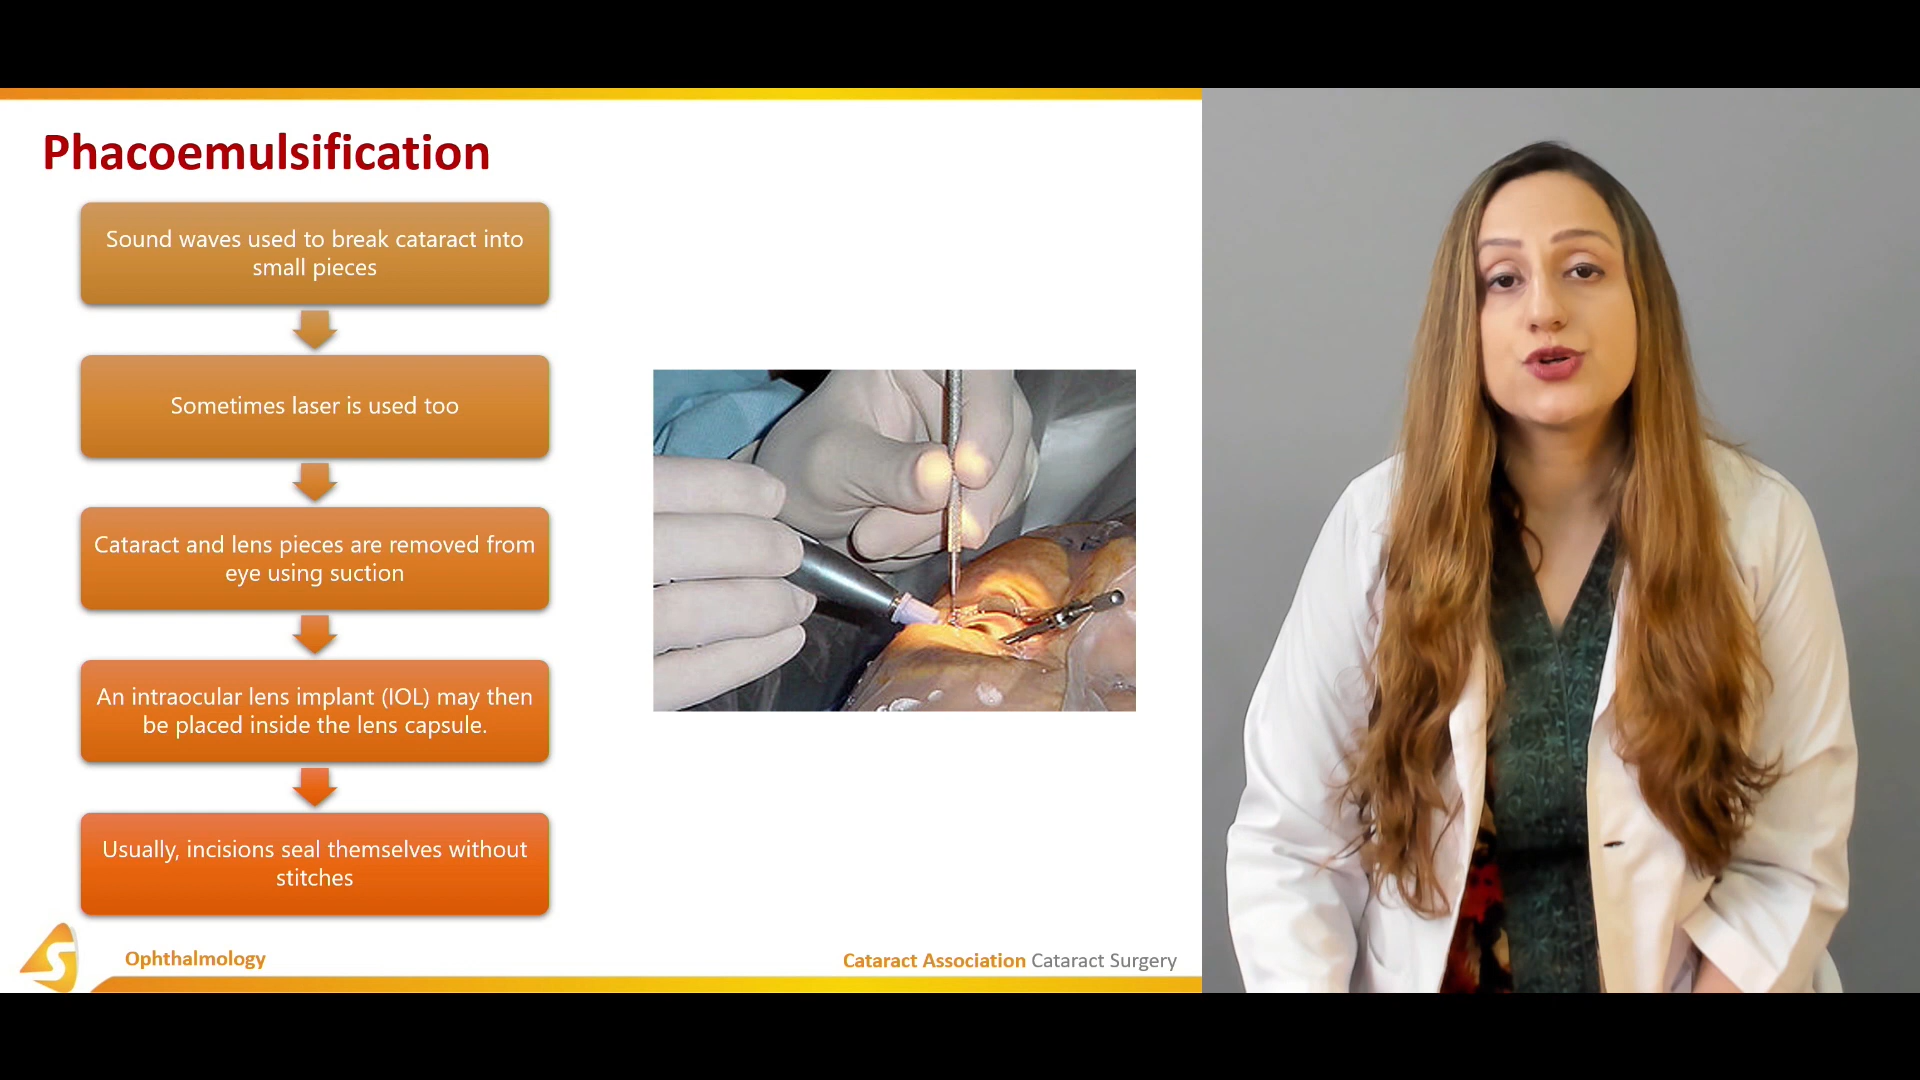 Phacoemulsification
Sound waves used to break cataract into
small pieces
Sometimes laser is used too
Cataract and lens pieces are removed from
eye using suction
An intraocular lens implant (IOL) may then
be placed inside the lens capsule.
Usually, incisions seal themselves without
stitches
S
Ophthalmology
Cataract Association Cataract Surgery